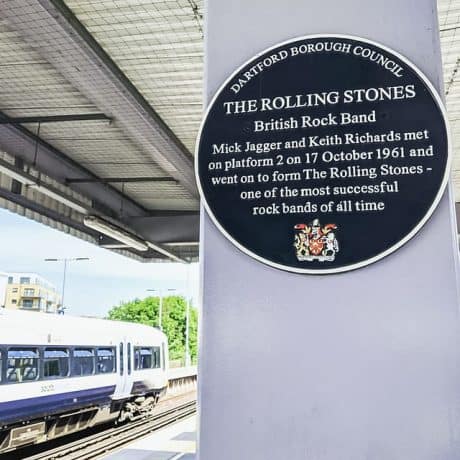 DARTFORD BOROUGH COUNCIL
THE ROLLING STONES
British Rock Band
Mick Jagger and Keith Richards met
on platform 2 on 17 October 1961 and
went on to form The Rolling Stones -
one of the most successful
rock bands of all time